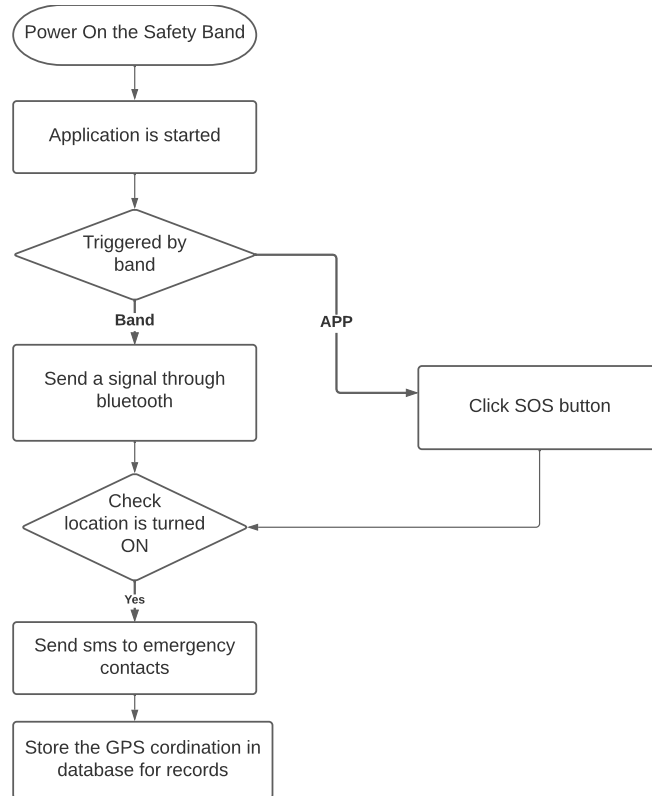 Power On the Safety Band
Application is started
Triggered by
band
Band
APP
Send a signal through
bluetooth
Click SOS button
Check
location is turned
ON
Yes
Send sms to emergency
contacts
Store the GPS cordination in
database for records